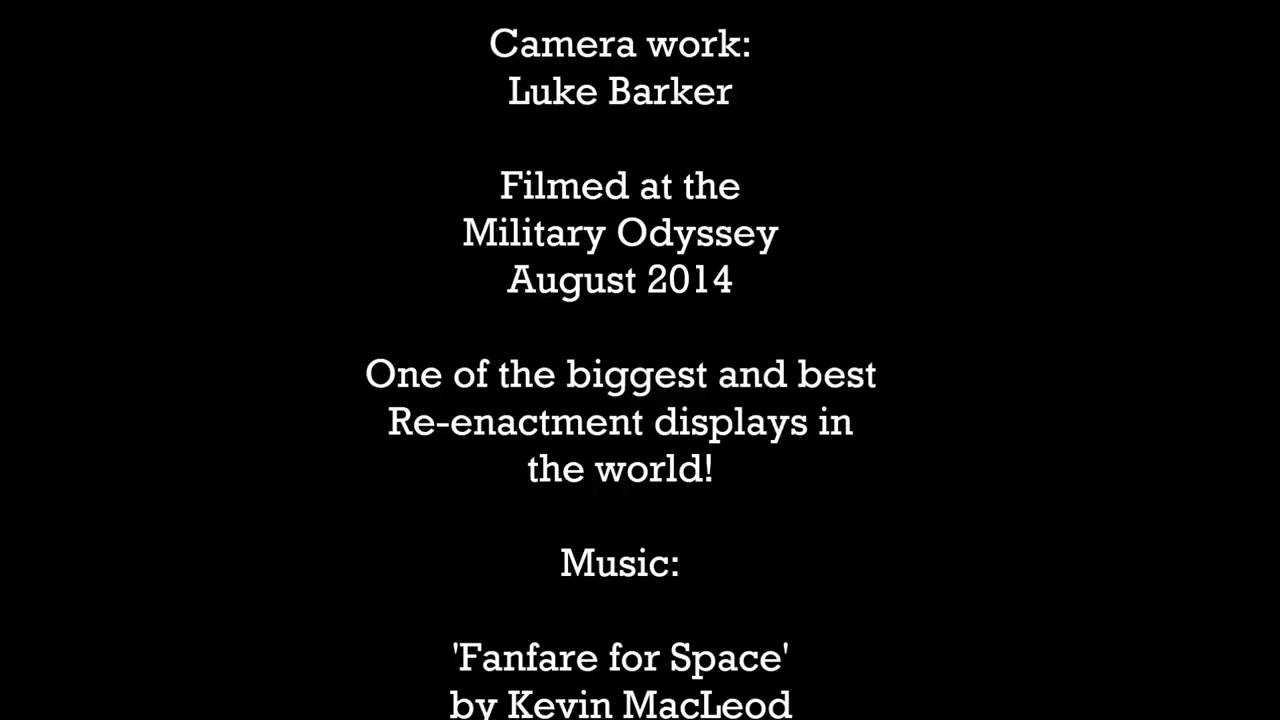 Camera work:
Luke Barker
Filmed at the
Military Odyssey
August 2014
One of the biggest and best
Re-enactment displays in
the world!
Music:
'Fanfare for Space'
by Kevin MacLeod